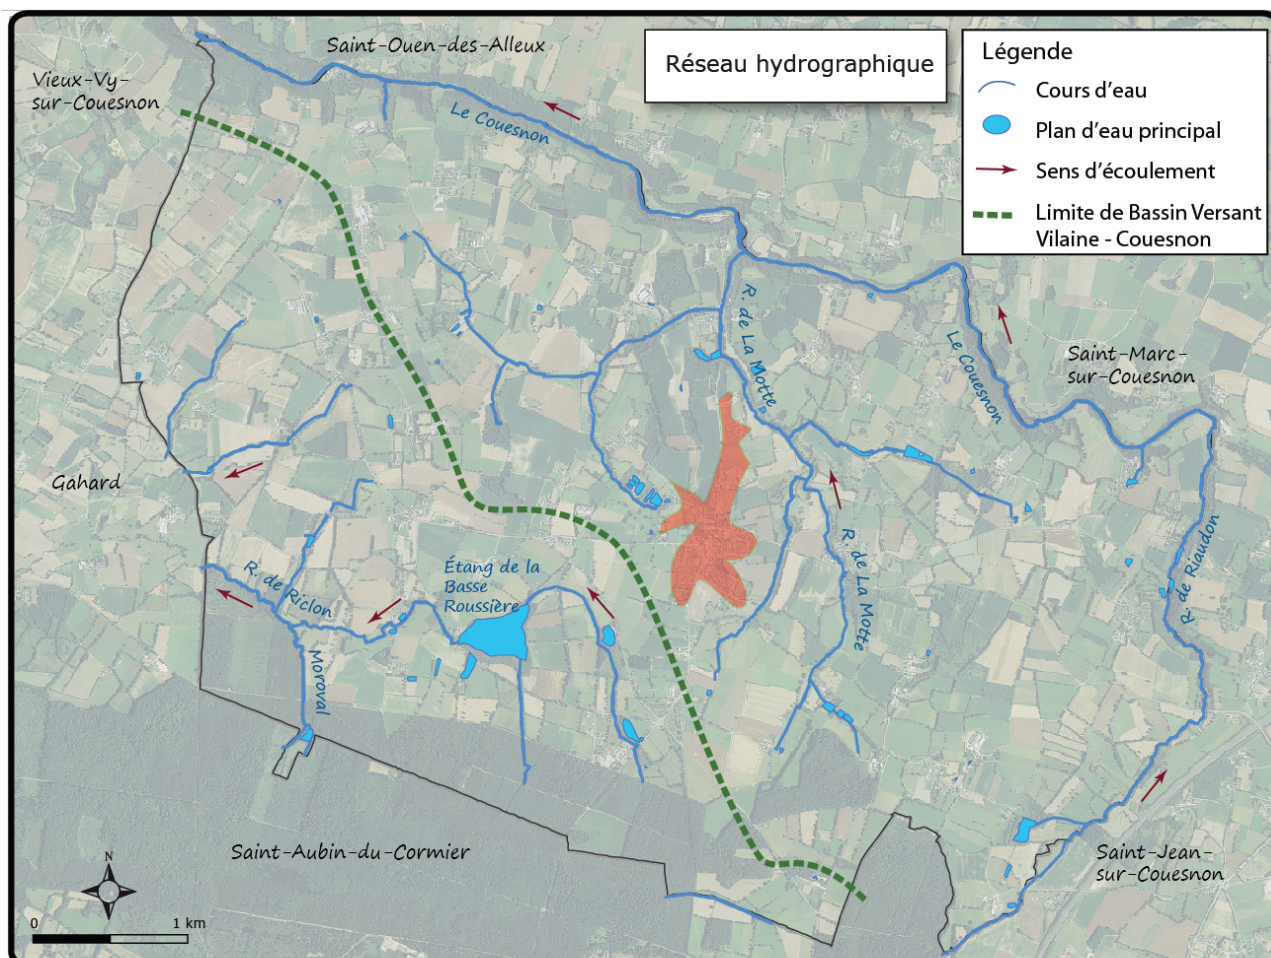 Réseau hydrographique
Légende
Cours d'eau
Plan d'eau principal
Sens d'écoulement
Limite de Bassin Versant
Vilaine - Couesnon
Saint-Ouen-des-Alleux
Vieux-Vy-
sur-Couesnon
Le Couesnon
R. de La Motte
Le Couesnon
Saint-Marc-
sur-Couesnon
Gahard
R. de Riclon
Étang de la
Basse
Roussière
R. de La Motte
R. de Riaudon
Moroval
Saint-Aubin-du-Cormier
Saint-Jean-
sur-Couesnon
N
0 1 km